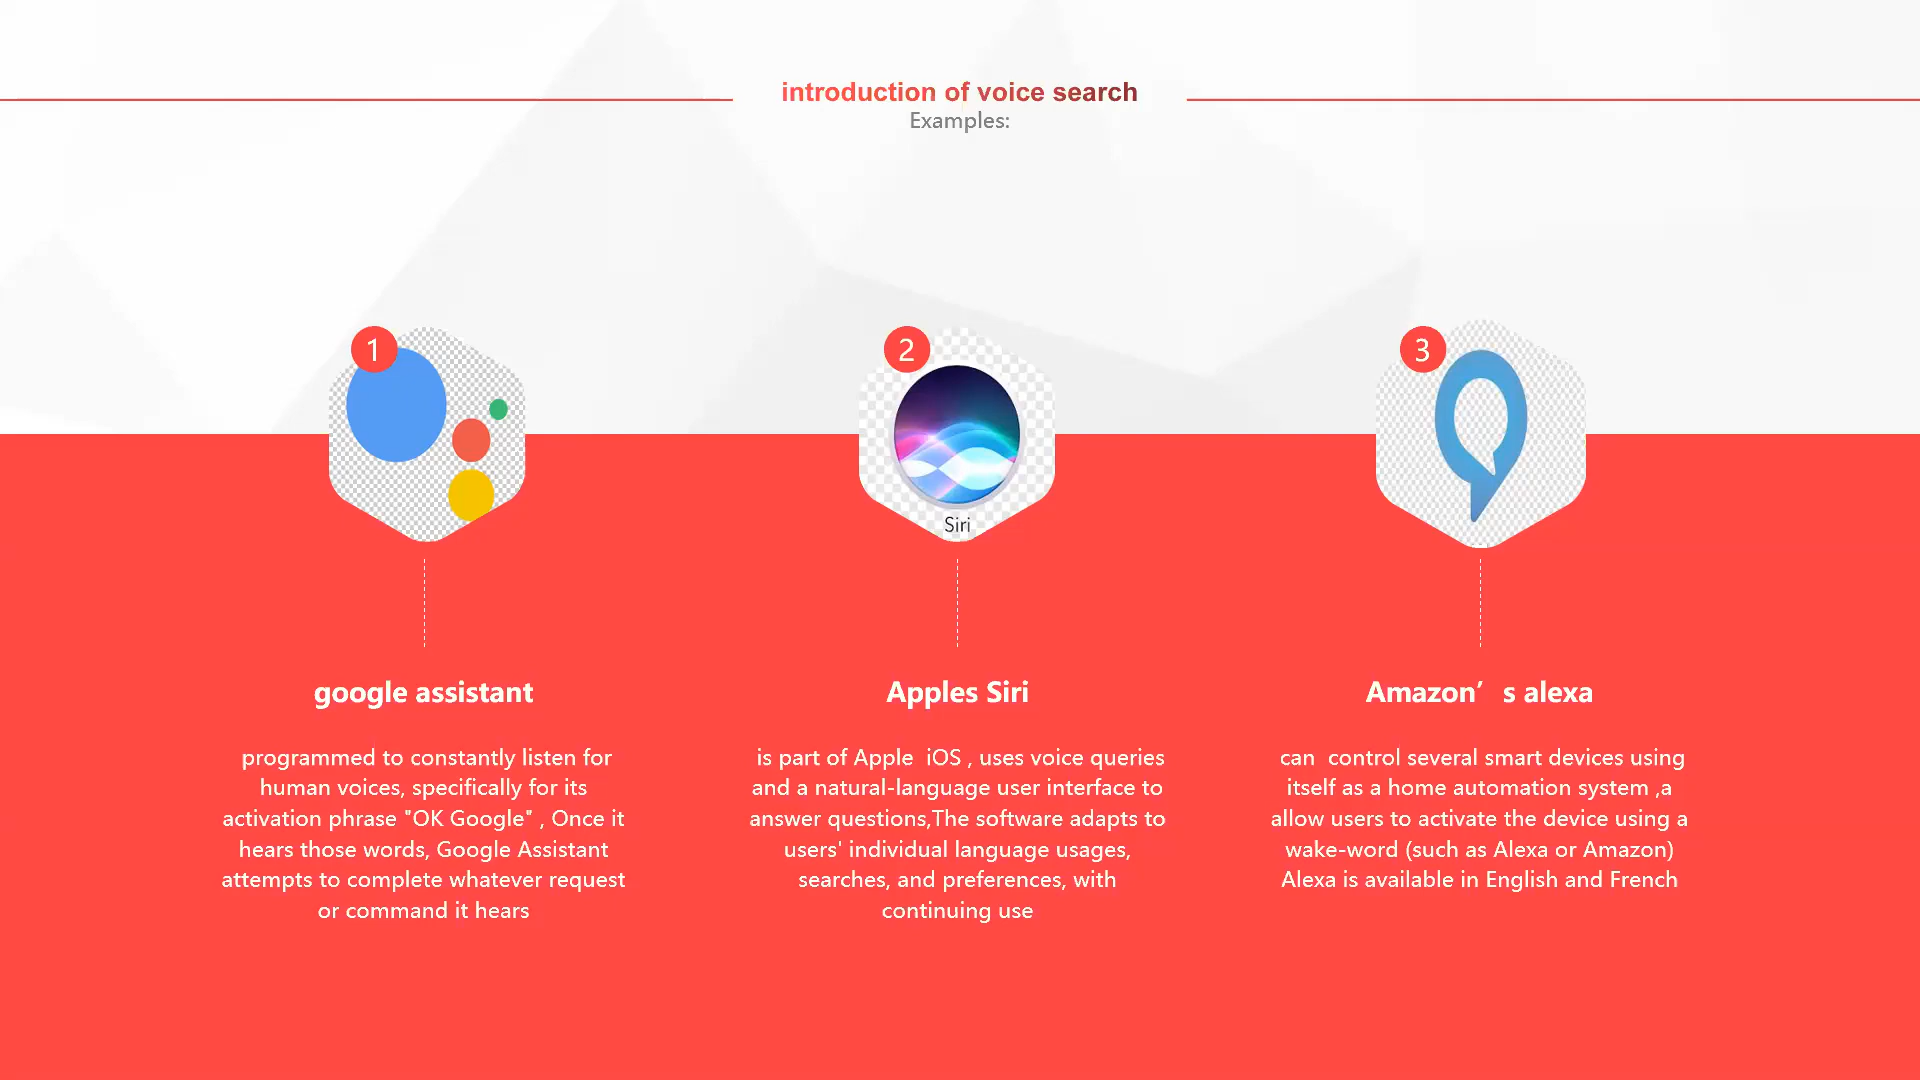 introduction of voice search
Examples:
1
2
3
Siri
google assistant
programmed to constantly listen for
human voices, specifically for its
activation phrase "OK Google" , Once it
hears those words, Google Assistant
attempts to complete whatever request
or command it hears
Apples Siri
is part of Apple  iOS , uses voice queries
and a natural-language user interface to
answer questions,The software adapts to
users' individual language usages,
searches, and preferences, with
continuing use
Amazon’ s alexa
can  control several smart devices using
itself as a home automation system ,a
allow users to activate the device using a
wake-word (such as Alexa or Amazon)
Alexa is available in English and French